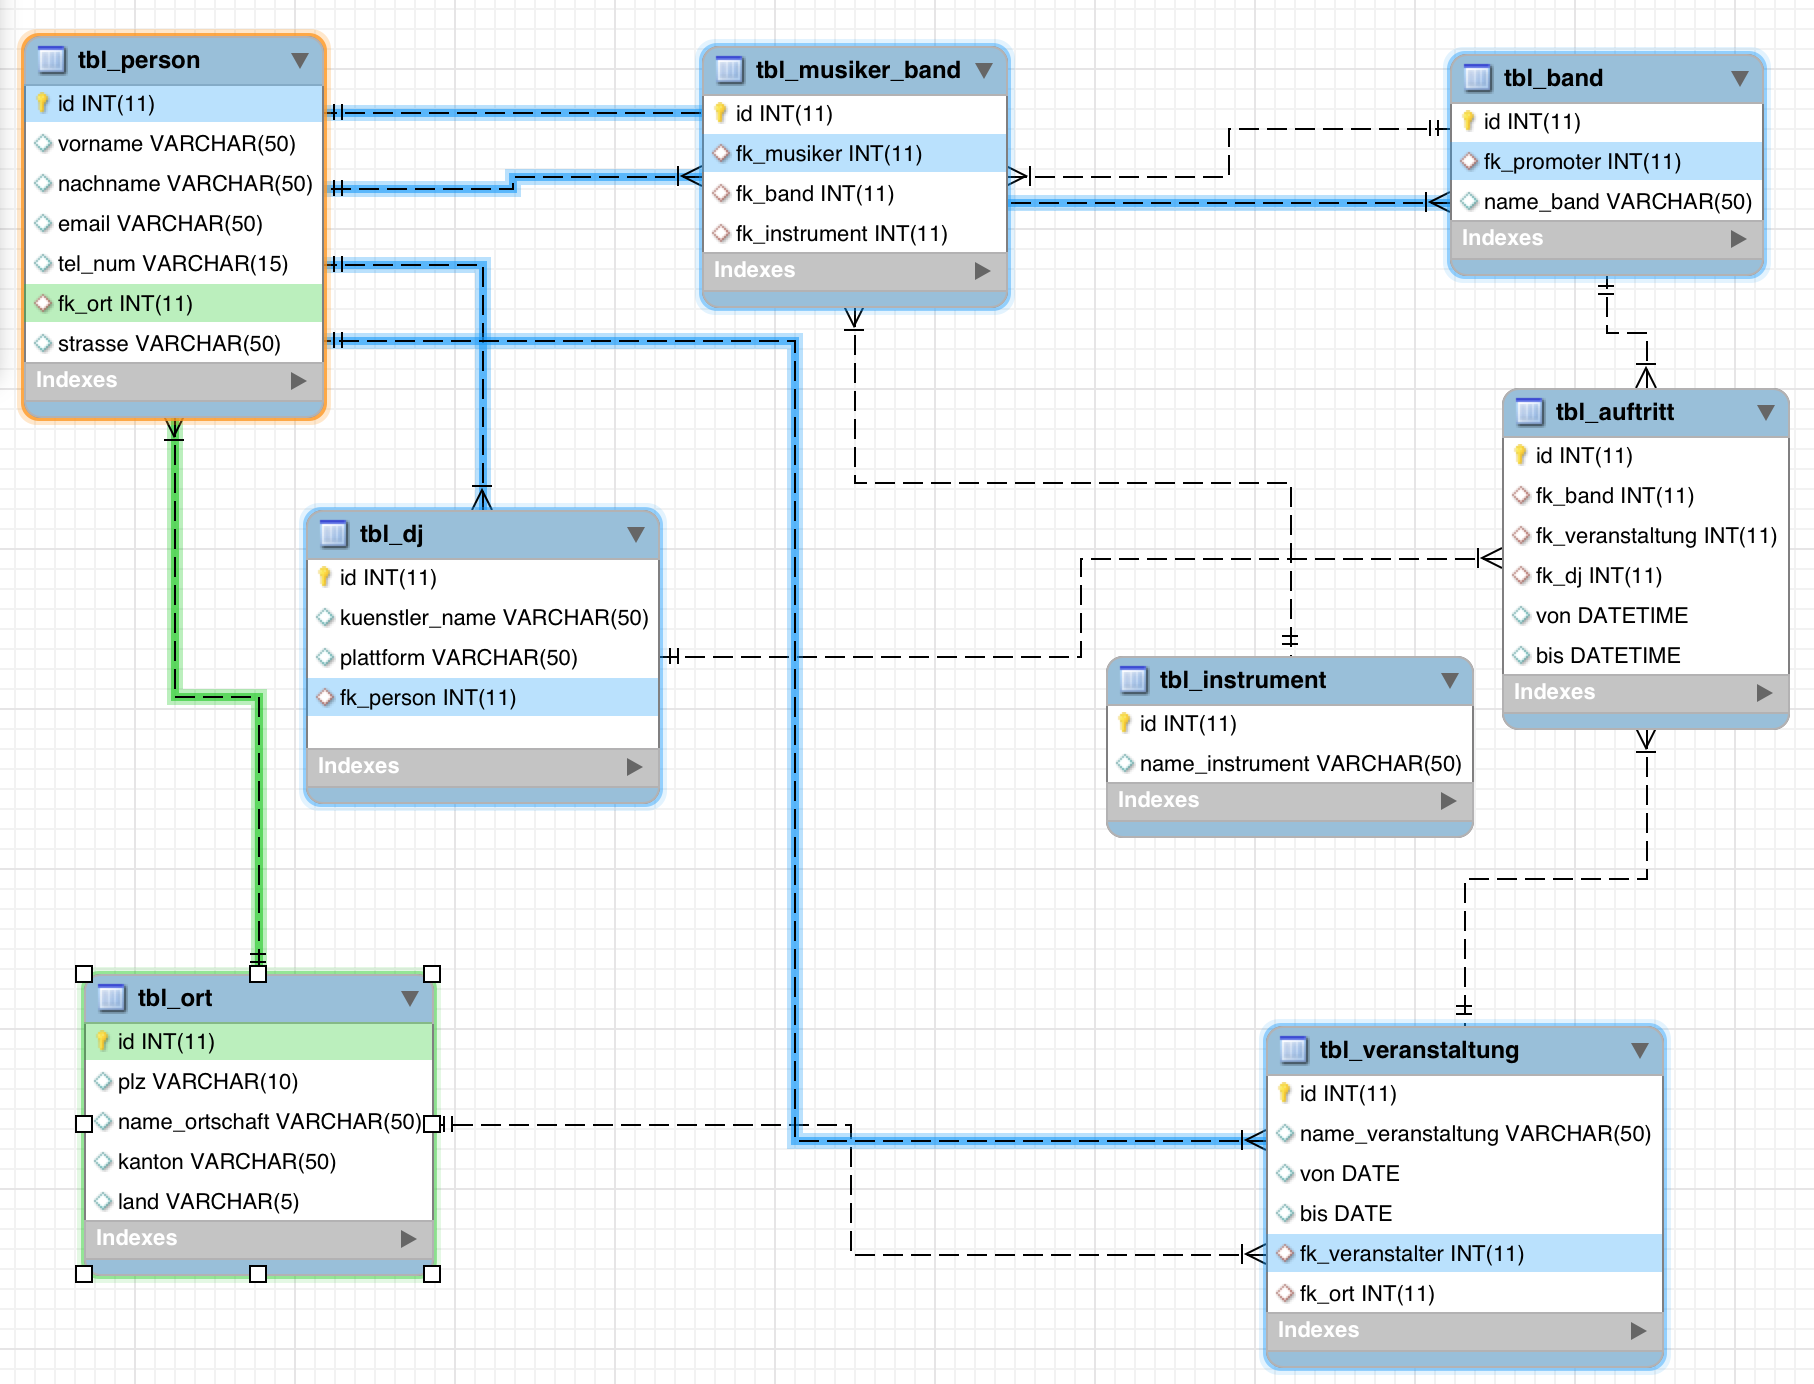 tbl_person
id INT(11)
vorname VARCHAR(50)
nachname VARCHAR(50)
email VARCHAR(50)
tel_num VARCHAR(15)
fk_ort INT(11)
strasse VARCHAR(50)
Indexes
tbl_musiker_band
id INT(11)
fk_musiker INT(11)
fk_band INT(11)
fk_instrument INT(11)
Indexes
tbl_band
id INT(11)
fk_promoter INT(11)
name_band VARCHAR(50)
Indexes
tbl_auftritt
id INT(11)
fk_band INT(11)
fk_veranstaltung INT(11)
fk_dj INT(11)
von DATETIME
bis DATETIME
Indexes
tbl_dj
id INT(11)
kuenstler_name VARCHAR(50)
plattform VARCHAR(50)
fk_person INT(11)
Indexes
tbl_instrument
id INT(11)
name_instrument VARCHAR(50)
Indexes
tbl_ort
id INT(11)
plz VARCHAR(10)
name_ortschaft VARCHAR(50)
kanton VARCHAR(50)
land VARCHAR(5)
Indexes
tbl_veranstaltung
id INT(11)
name_veranstaltung VARCHAR(50)
von DATE
bis DATE
fk_veranstalter INT(11)
fk_ort INT(11)
Indexes